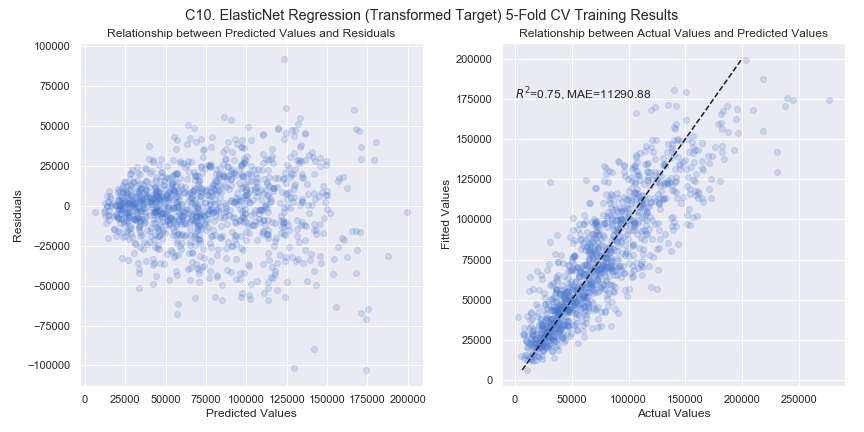 C10. ElasticNet Regression (Transformed Target) 5-Fold CV Training Results
Relationship between Predicted Values and Residuals
100000
75000
50000
25000
0
−25000
−50000
−75000
−100000
Residuals
0 25000 50000 75000 100000 125000 150000 175000 200000
Predicted Values
Relationship between Actual Values and Predicted Values
R²=0.75, MAE=11290.88
200000
175000
150000
125000
100000
75000
50000
25000
0
Fitted Values
0 50000 100000 150000 200000 250000
Actual Values